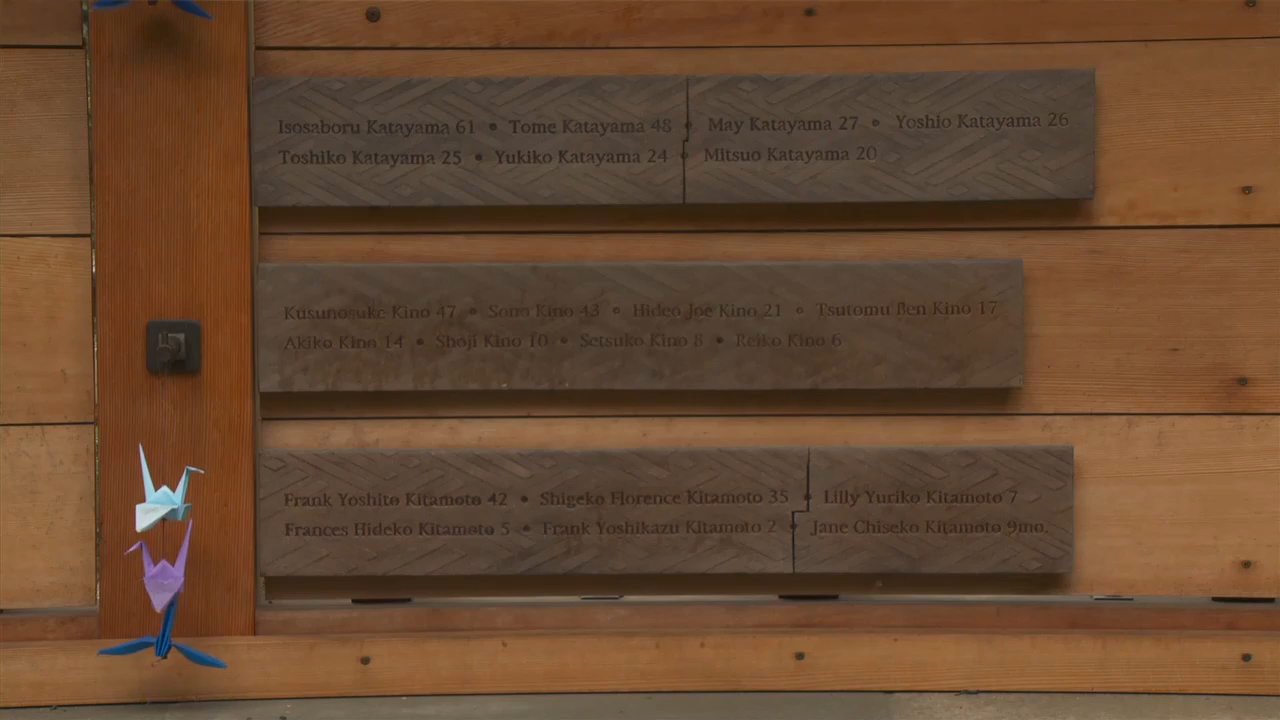 Isosaboru Katayama 61 • Tome Katayama 48 • May Katayama 27 • Yoshio Katayama 26
Toshiko Katayama 25 • Yukiko Katayama 24 • Mitsuo Katayama 20
Kusunosuke Kino 47 • Sono Kino 43 • Hideo Joe Kino 21 • Tsutomu Ben Kino 17
Akiko Kino 14 • Shoji Kino 10 • Setsuko Kino 8 • Reiko Kino 6
Frank Yoshito Kitamoto 42 • Shigeko Florence Kitamoto 35 • Lilly Yuriko Kitamoto 7
Frances Hideko Kitamoto 5 • Frank Yoshikazu Kitamoto 2 • Jane Chiseko Kitamoto 9mo.